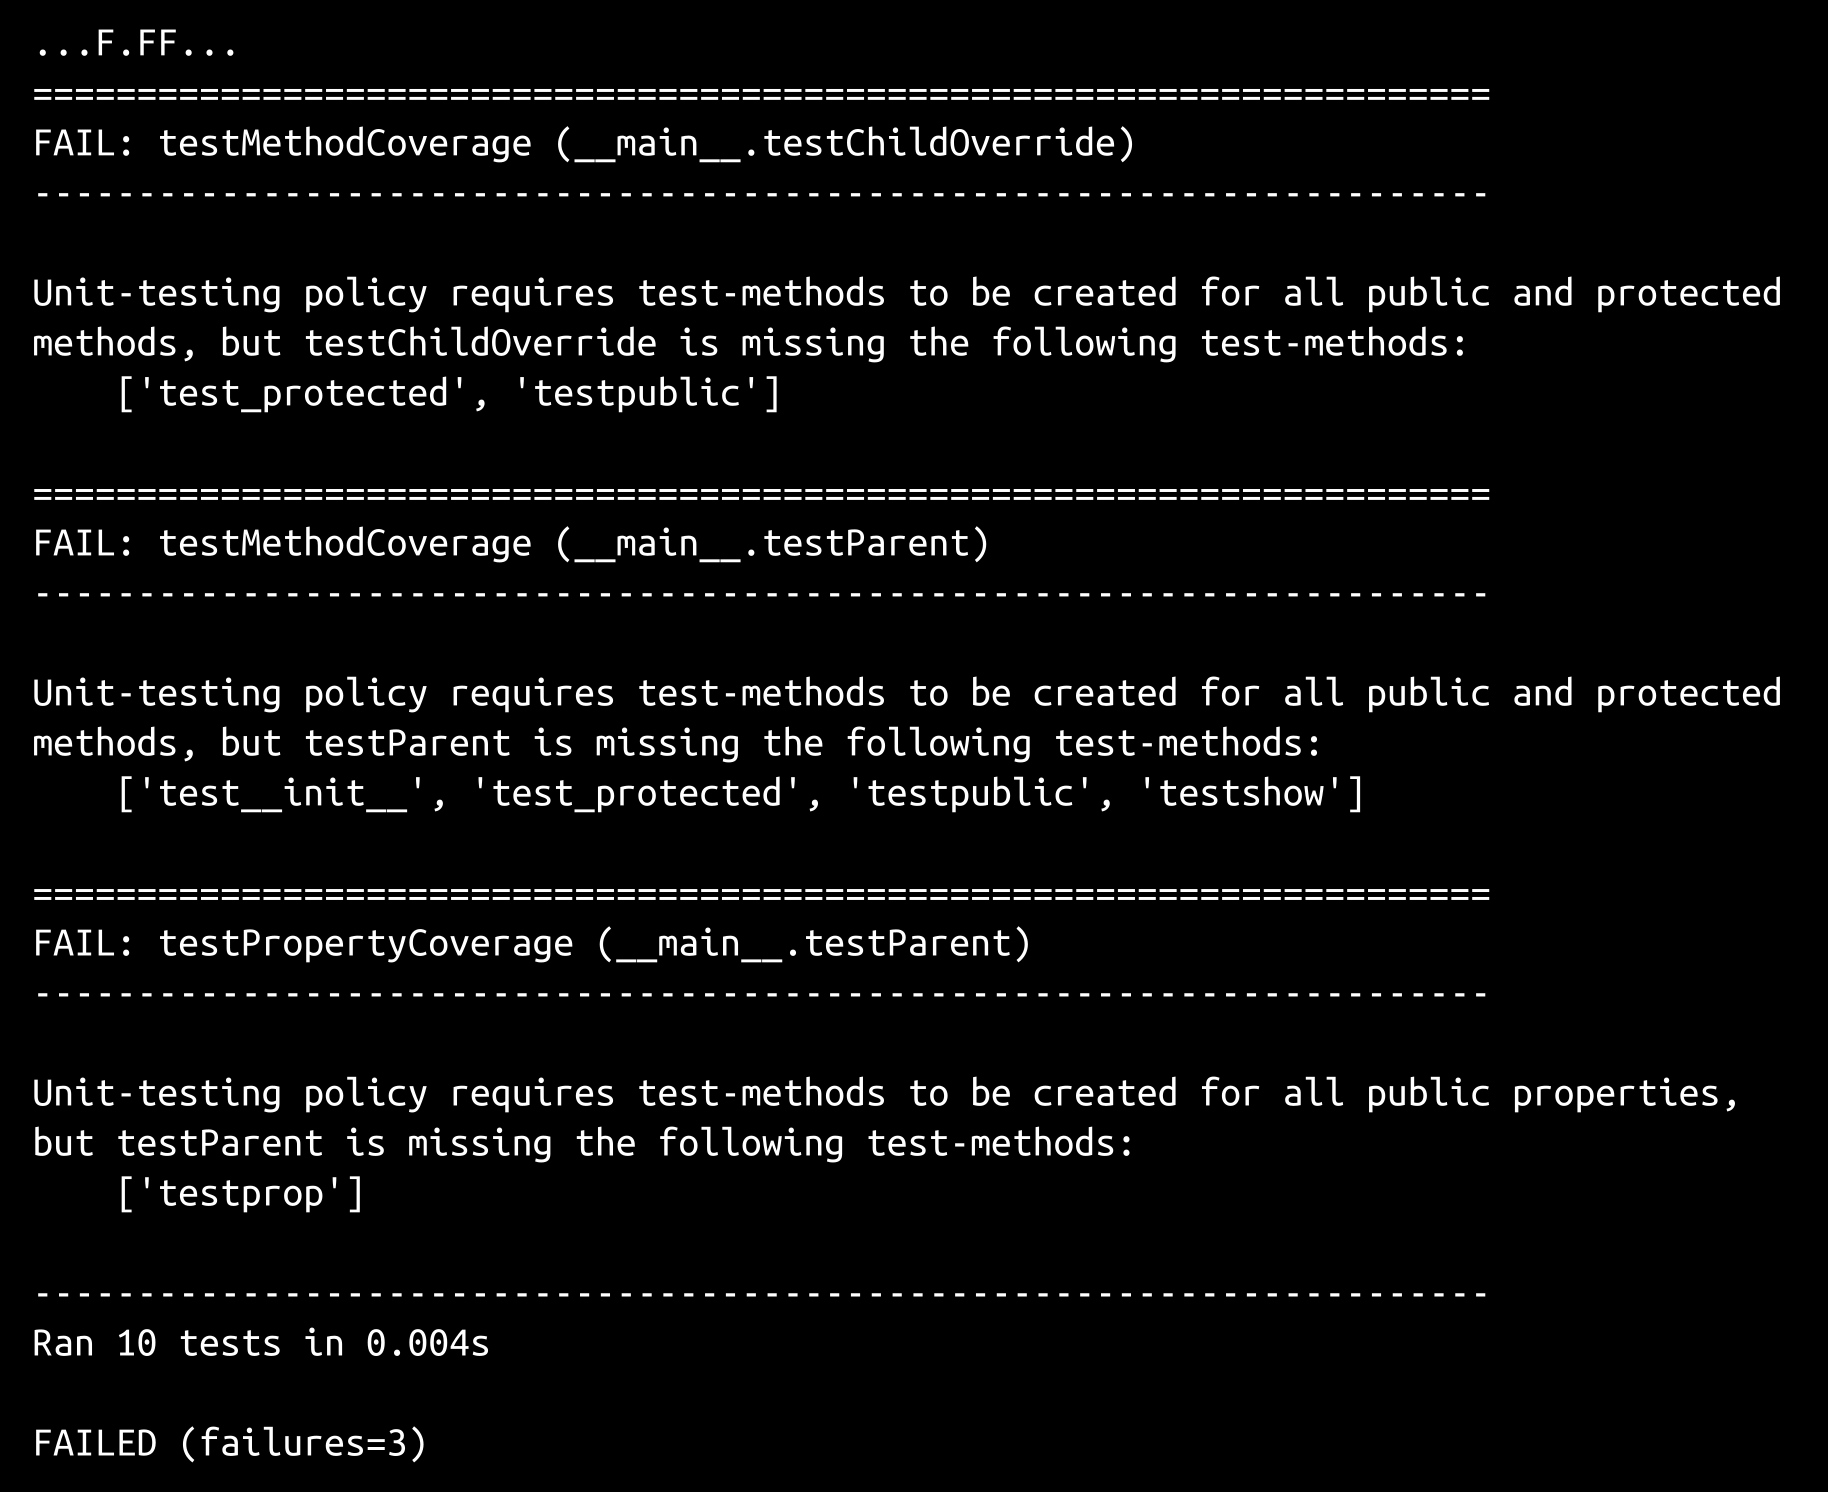 ...F.FF...
======================================================================
FAIL: testMethodCoverage (__main__.testChildOverride)
----------------------------------------------------------------------
Unit-testing policy requires test-methods to be created for all public and protected
methods, but testChildOverride is missing the following test-methods:
    ['test_protected', 'testpublic']
======================================================================
FAIL: testMethodCoverage (__main__.testParent)
----------------------------------------------------------------------
Unit-testing policy requires test-methods to be created for all public and protected
methods, but testParent is missing the following test-methods:
    ['test__init__', 'test_protected', 'testpublic', 'testshow']
======================================================================
FAIL: testPropertyCoverage (__main__.testParent)
----------------------------------------------------------------------
Unit-testing policy requires test-methods to be created for all public properties,
but testParent is missing the following test-methods:
    ['testprop']
----------------------------------------------------------------------
Ran 10 tests in 0.004s
FAILED (failures=3)